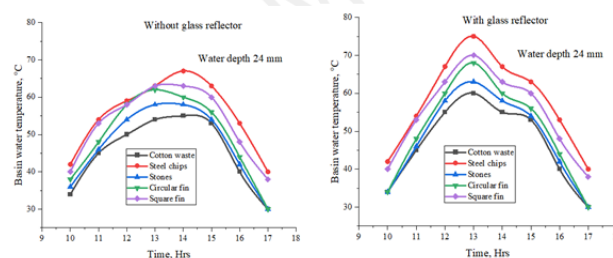 Without glass reflector
Water depth 24 mm
Basin water temperature, °C
80
70
60
50
40
30
Cotton waste
Steel chips
Stones
Circular fin
Square fin
9 10 11 12 13 14 15 16 17 18
Time, Hrs
With glass reflector
Water depth 24 mm
Basin water temperature, °C
80
70
60
50
40
30
Cotton waste
Steel chips
Stones
Circular fin
Square fin
9 10 11 12 13 14 15 16 17
Time, Hrs